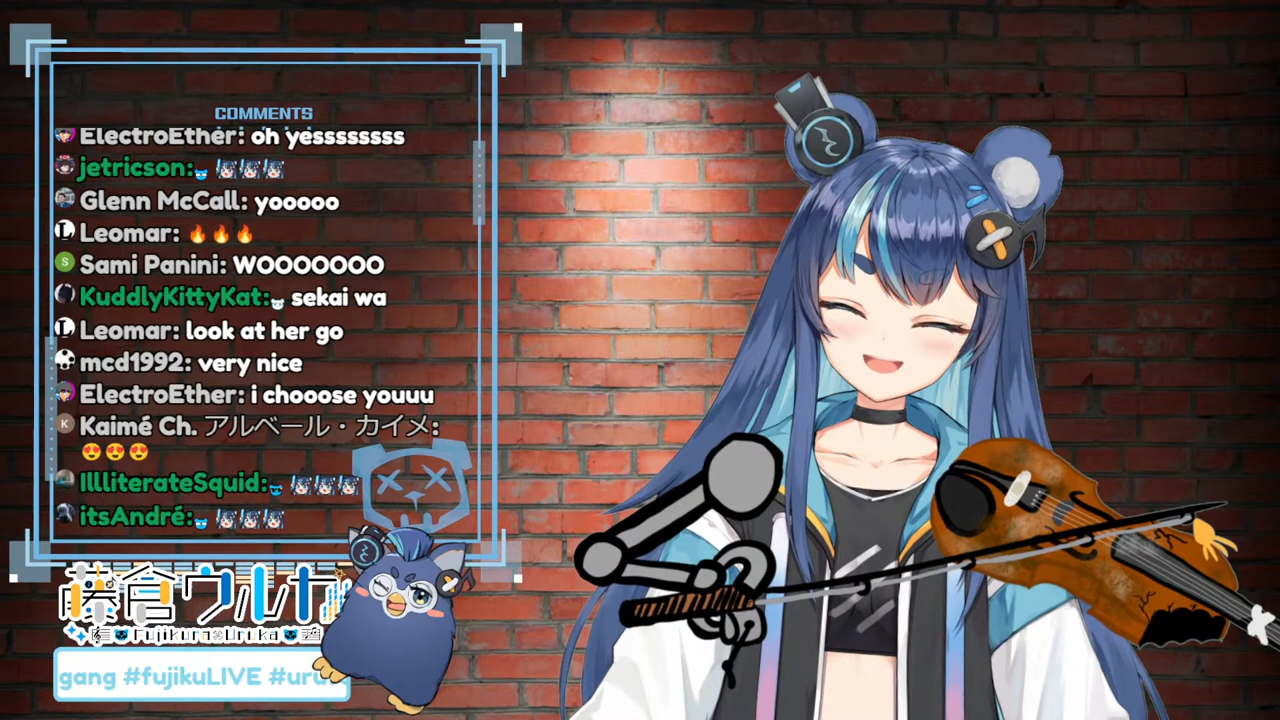 COMMENTS
ElectroEther: oh yessssssss
jetricson:
Glenn McCall: yooooo
Leomar: 🔥🔥🔥
S
Sami Panini: WOOOOOOO
KuddlyKittyKat: sekai wa
Leomar: look at her go
mcd1992: very nice
ElectroEther: i chooose youuu
K
Kaimé Ch. アルベール・カイメ:
😍😍😍
IllliterateSquid:
itsAndré:
藤倉ウルカ
Fujikura Uruka
gang #fujikuLIVE #uru